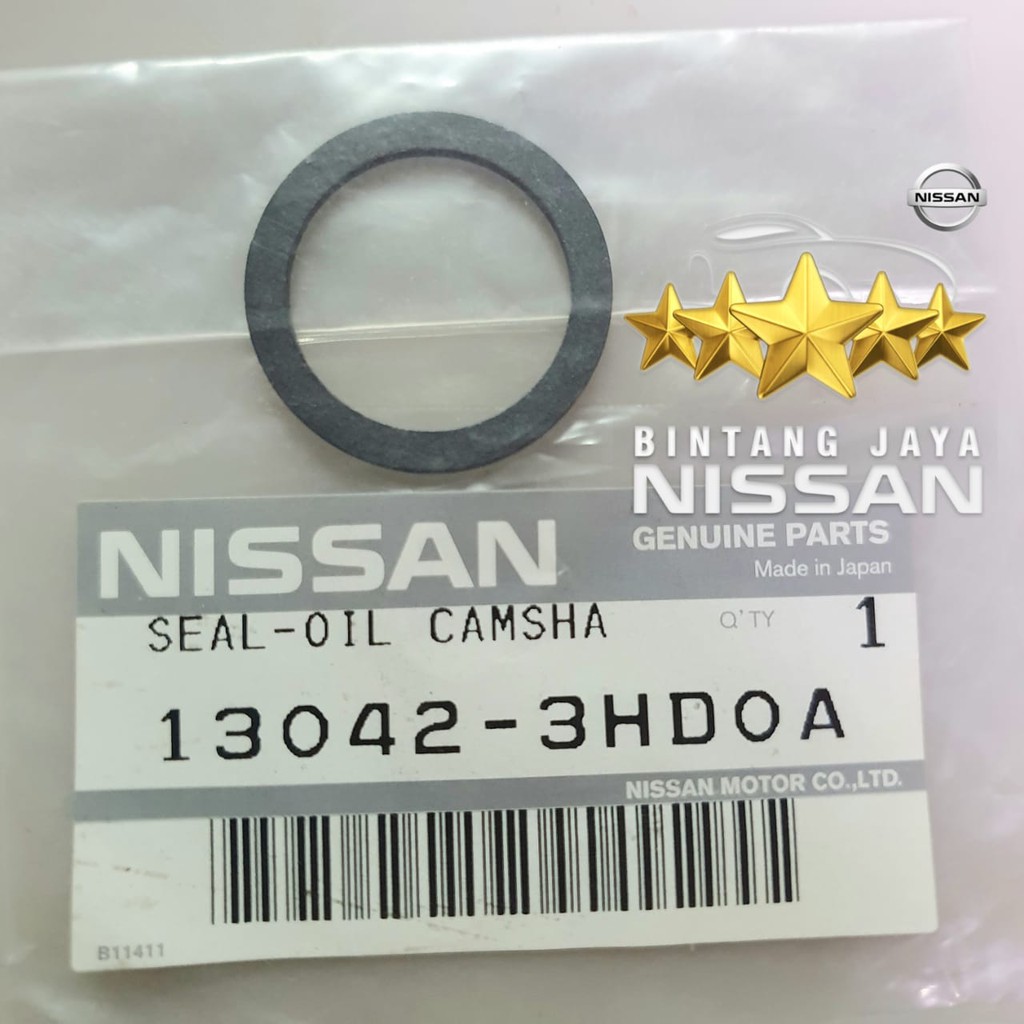 NISSAN
BINTANG JAYA
NISSAN
GENUINE PARTS
Made in Japan
NISSAN
SEAL-OIL CAMSHA
Q'TY 1
13042-3HD0A
NISSAN MOTOR CO.,LTD.
B11411